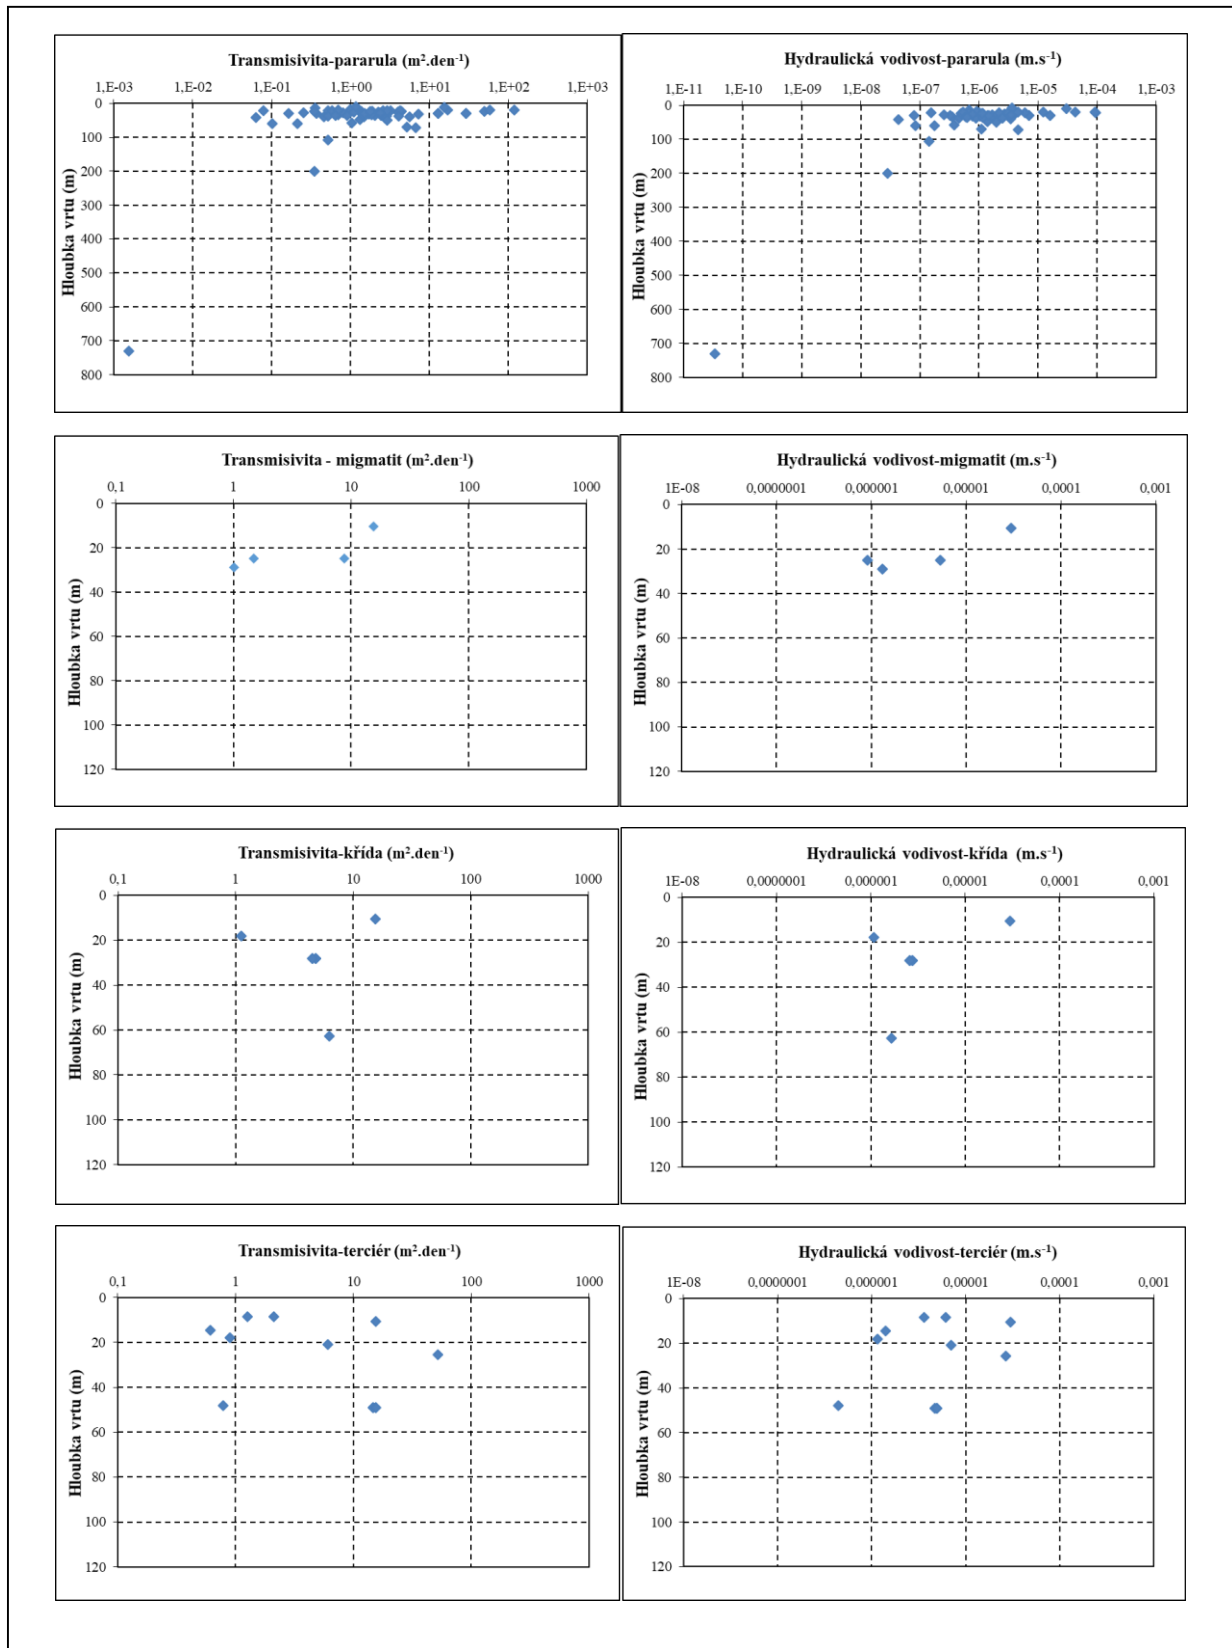 Transmisivita-pararula (m².den⁻¹)
1,E-03 1,E-02 1,E-01 1,E+00 1,E+01 1,E+02 1,E+03
0
100
200
300
400
500
600
700
800
Hloubka vrtu (m)
Hydraulická vodivost-pararula (m.s⁻¹)
1,E-11 1,E-10 1,E-09 1,E-08 1,E-07 1,E-06 1,E-05 1,E-04 1,E-03
0
100
200
300
400
500
600
700
800
Hloubka vrtu (m)
Transmisivita - migmatit (m².den⁻¹)
0,1 1 10 100 1000
0
20
40
60
80
100
120
Hloubka vrtu (m)
Hydraulická vodivost-migmatit (m.s⁻¹)
1E-08 0,0000001 0,000001 0,00001 0,0001 0,001
0
20
40
60
80
100
120
Hloubka vrtu (m)
Transmisivita-křída (m².den⁻¹)
0,1 1 10 100 1000
0
20
40
60
80
100
120
Hloubka vrtu (m)
Hydraulická vodivost-křída (m.s⁻¹)
1E-08 0,0000001 0,000001 0,00001 0,0001 0,001
0
20
40
60
80
100
120
Hloubka vrtu (m)
Transmisivita-terciér (m².den⁻¹)
0,1 1 10 100 1000
0
20
40
60
80
100
120
Hloubka vrtu (m)
Hydraulická vodivost-terciér (m.s⁻¹)
1E-08 0,0000001 0,000001 0,00001 0,0001 0,001
0
20
40
60
80
100
120
Hloubka vrtu (m)